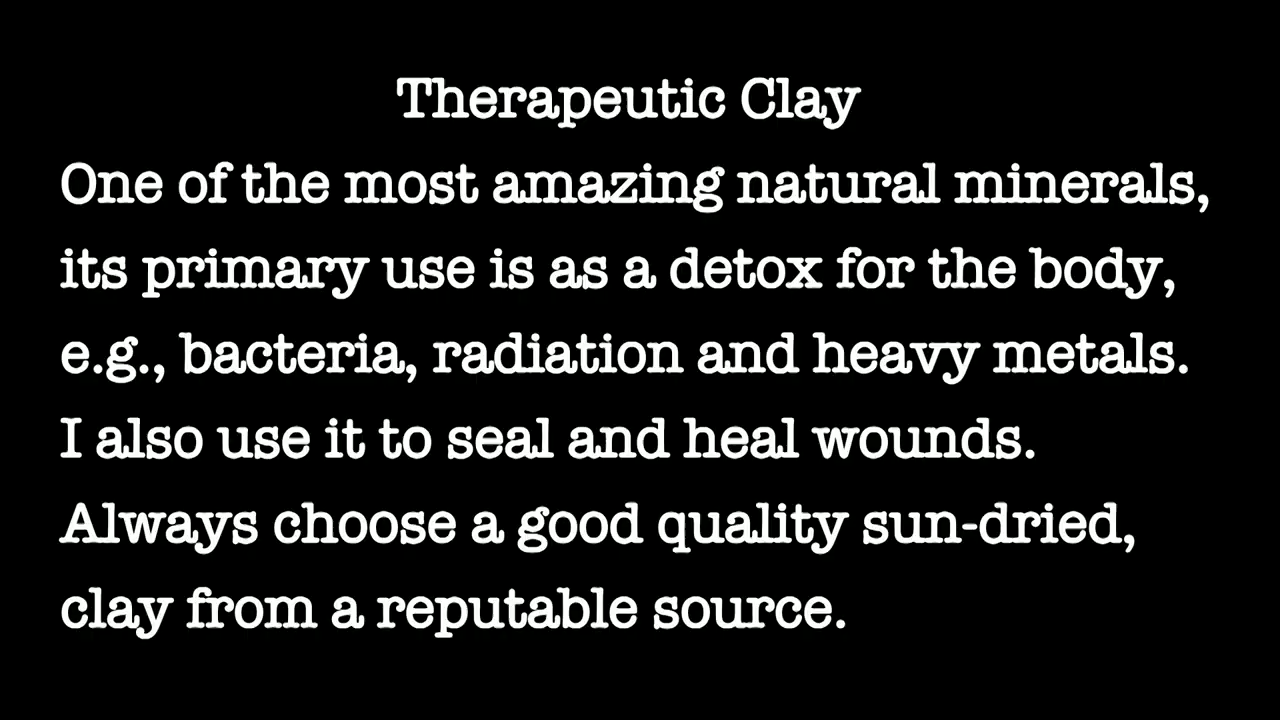 Therapeutic Clay
One of the most amazing natural minerals,
its primary use is as a detox for the body,
e.g., bacteria, radiation and heavy metals.
I also use it to seal and heal wounds.
Always choose a good quality sun-dried,
clay from a reputable source.